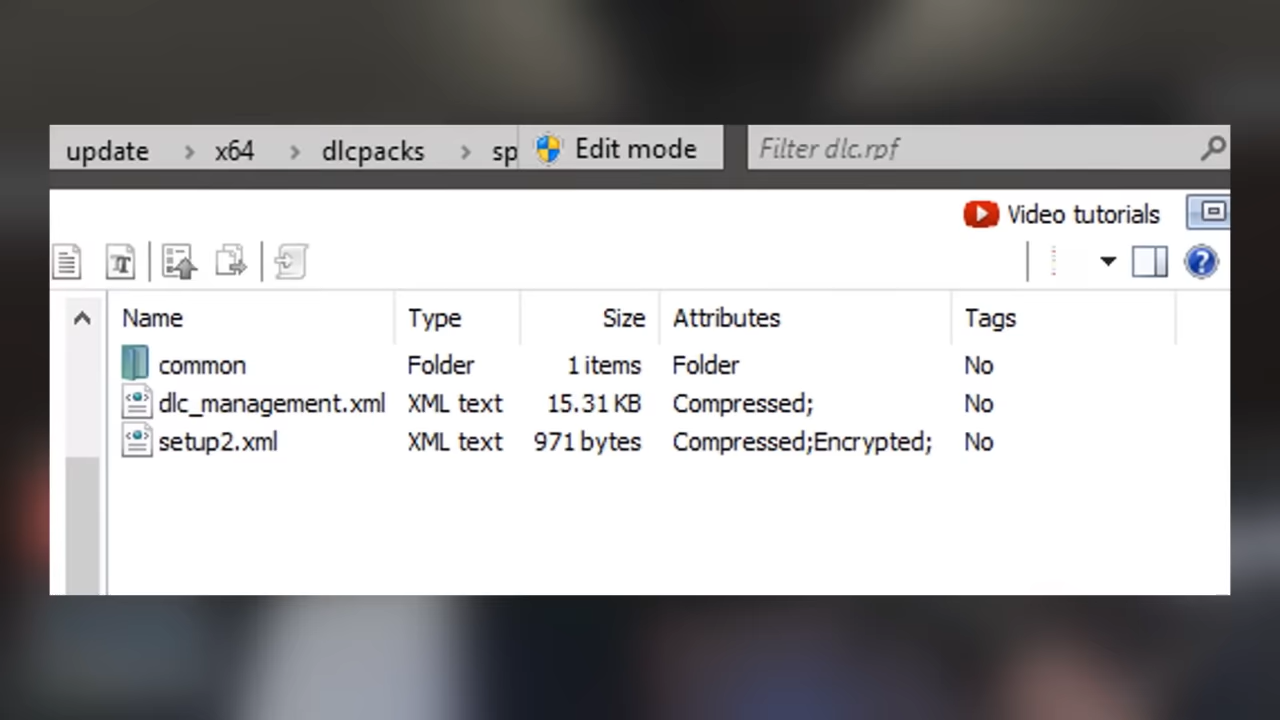 update > x64 > dlcpacks > sp Edit mode Filter dlc.rpf
Video tutorials
Name Type Size Attributes Tags
common Folder 1 items Folder No
dlc_management.xml XML text 15.31 KB Compressed; No
setup2.xml XML text 971 bytes Compressed;Encrypted; No